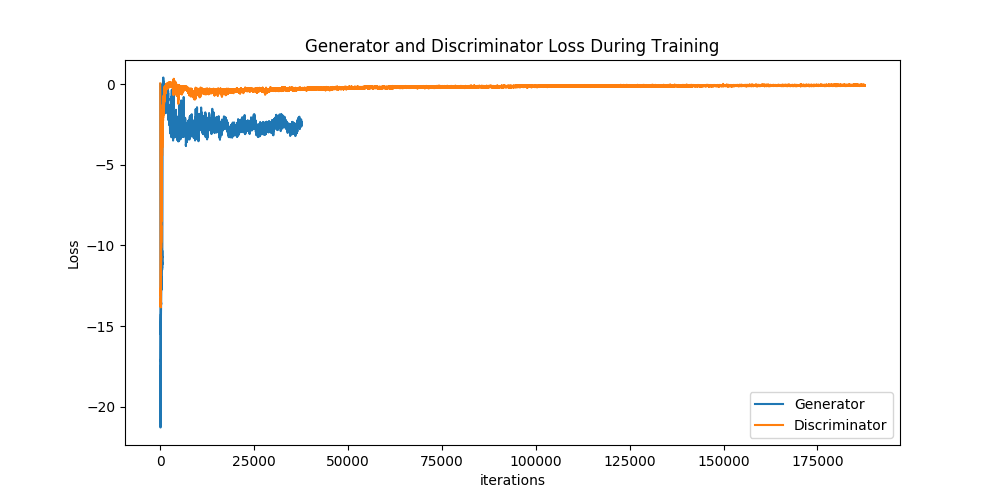 Generator and Discriminator Loss During Training
0
−5
−10
−15
−20
Loss
0
25000
50000
75000
100000
125000
150000
175000
iterations
Generator
Discriminator